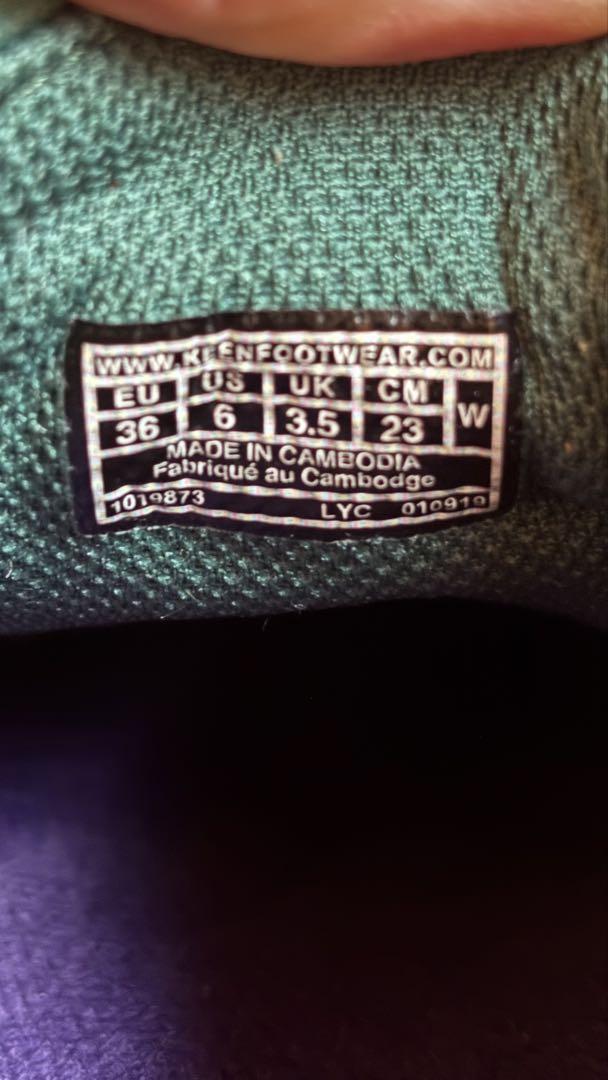 WWW.KEENFOOTWEAR.COM
EU US UK CM W
36 6 3.5 23
MADE IN CAMBODIA
Fabriqué au Cambodge
1019873 LYC 010919